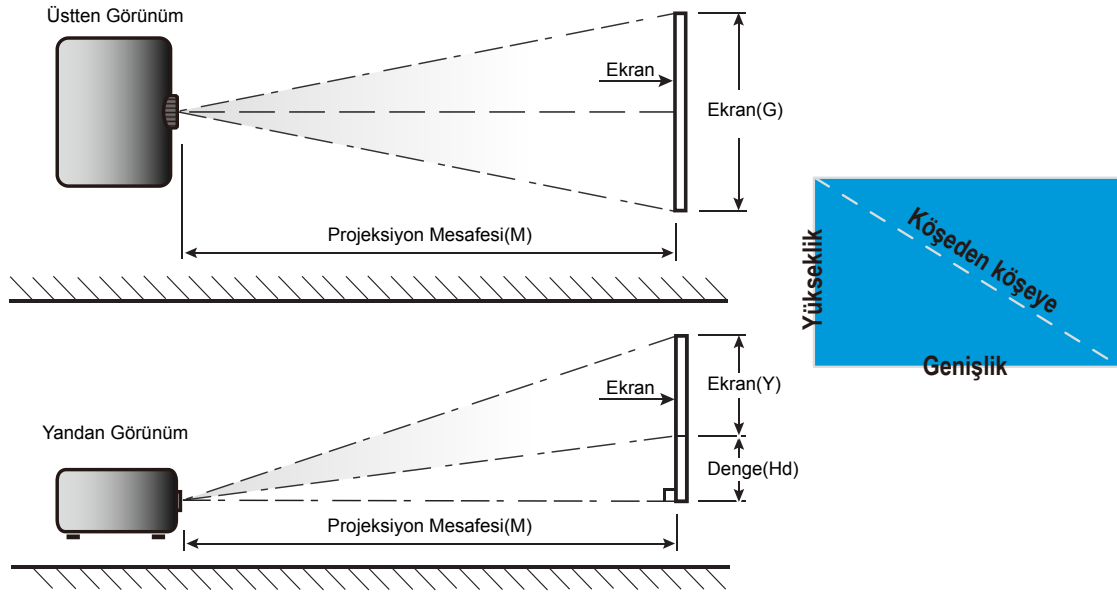 Üstten Görünüm
Ekran
Ekran(G)
Projeksiyon Mesafesi(M)
Yükseklik
Köşeden köşeye
Genişlik
Yandan Görünüm
Ekran
Ekran(Y)
Denge(Hd)
Projeksiyon Mesafesi(M)